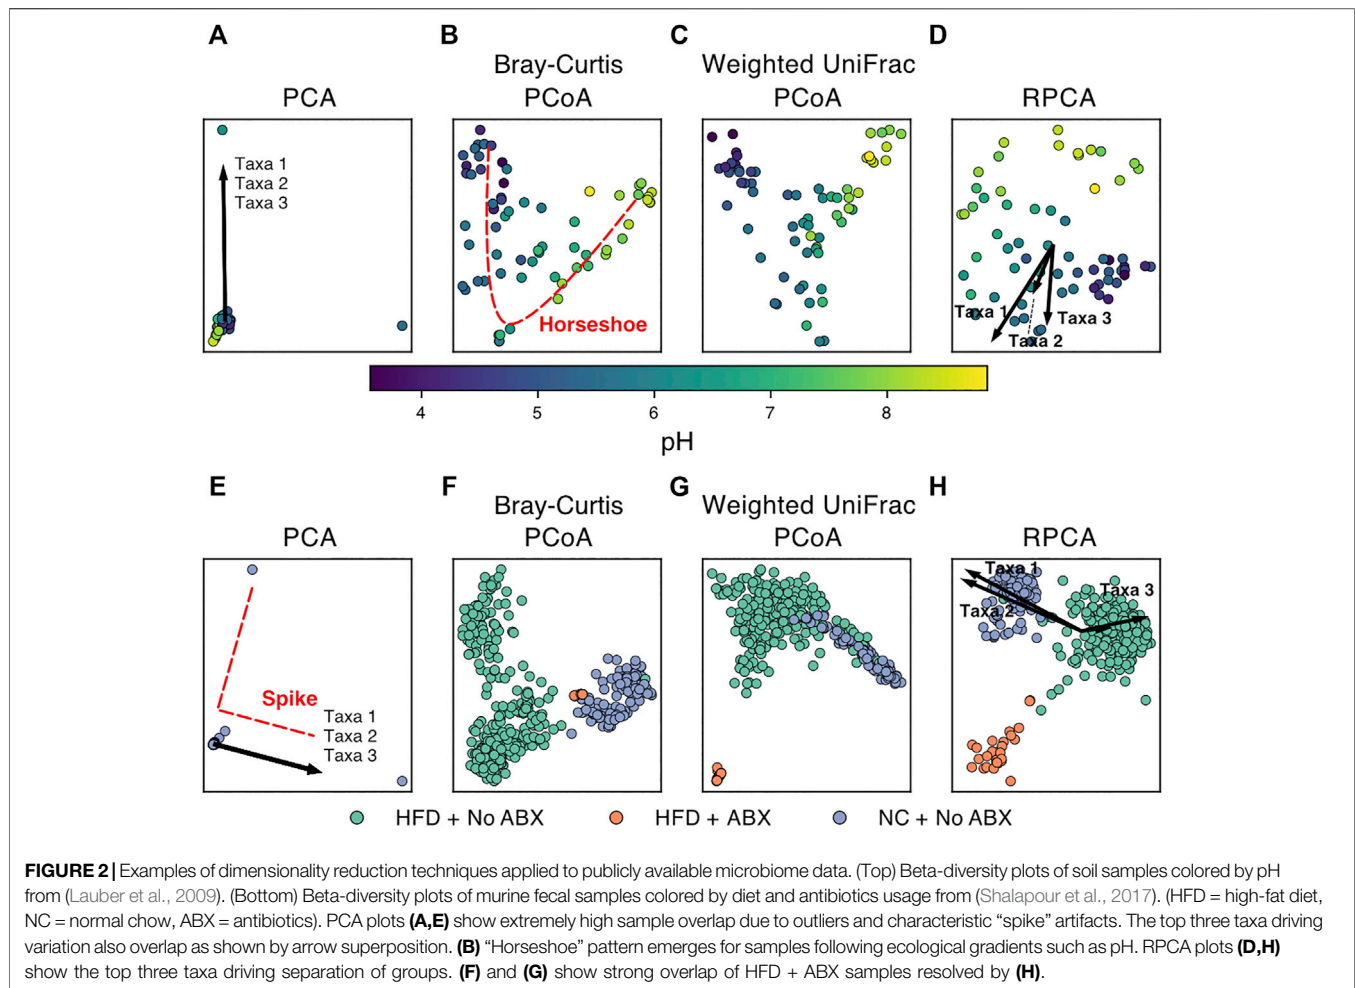 A
B
C
D
Bray-Curtis
Weighted UniFrac
PCA
PCoA
PCoA
RPCA
Taxa 1
Taxa 2
Taxa 3
Horseshoe
Taxa 1
Taxa 3
Taxa 2
4
5
6
7
8
pH
E
F
G
H
Bray-Curtis
Weighted UniFrac
PCA
PCoA
PCoA
RPCA
Spike
Taxa 1
Taxa 2
Taxa 3
Taxa 1
Taxa 3
Taxa 2
HFD + No ABX
HFD + ABX
NC + No ABX
FIGURE 2 | Examples of dimensionality reduction techniques applied to publicly available microbiome data. (Top) Beta-diversity plots of soil samples colored by pH
from (Lauber et al., 2009). (Bottom) Beta-diversity plots of murine fecal samples colored by diet and antibiotics usage from (Shalapour et al., 2017). (HFD = high-fat diet,
NC = normal chow, ABX = antibiotics). PCA plots (A,E) show extremely high sample overlap due to outliers and characteristic “spike” artifacts. The top three taxa driving
variation also overlap as shown by arrow superposition. (B) “Horseshoe” pattern emerges for samples following ecological gradients such as pH. RPCA plots (D,H)
show the top three taxa driving separation of groups. (F) and (G) show strong overlap of HFD + ABX samples resolved by (H).